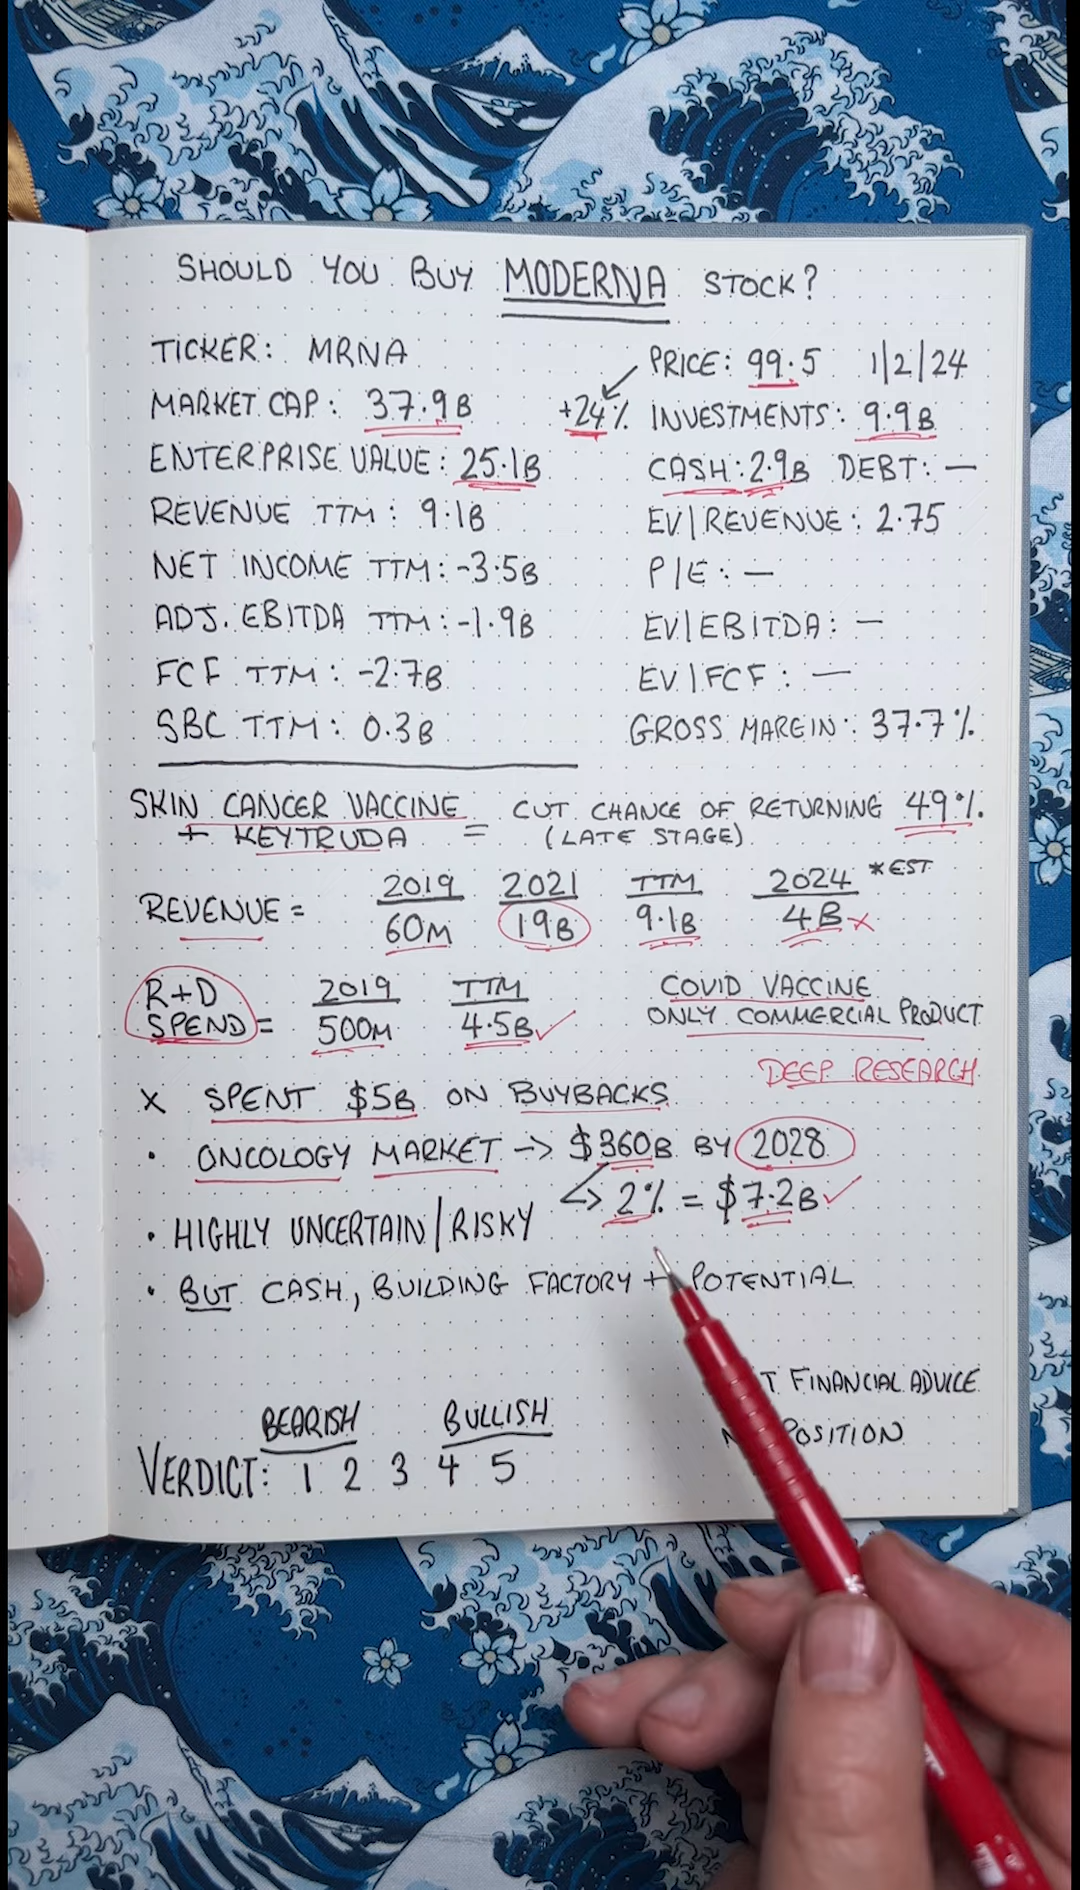 SHOULD YOU BUY MODERNA STOCK?
TICKER: MRNA
PRICE: 99.5 1/2/24
MARKET CAP: 37.9B
+24% INVESTMENTS: 9.9B
ENTERPRISE VALUE: 25.1B
CASH: 2.9B DEBT: —
REVENUE TTM: 9.1B
EV/REVENUE: 2.75
NET INCOME TTM: -3.5B
P/E: —
ADJ. EBITDA TTM: -1.9B
EV/EBITDA: —
FCF TTM: -2.7B
EV/FCF: —
SBC TTM: 0.3B
GROSS MARGIN: 37.7%
SKIN CANCER VACCINE = CUT CHANCE OF RETURNING 49%.
+ KEYTRUDA (LATE STAGE)
2019 2021 TTM 2024 *EST
REVENUE = 60M 19B 9.1B 4B x
R+D 2019 TTM COVID VACCINE
SPEND = 500M 4.5B ✓ ONLY COMMERCIAL PRODUCT
DEEP RESEARCH
X SPENT $5B ON BUYBACKS
• ONCOLOGY MARKET -> $360B BY 2028
↳ 2% = $7.2B ✓
• HIGHLY UNCERTAIN/RISKY
• BUT CASH, BUILDING FACTORY + POTENTIAL
FINANCIAL ADVICE
BEARISH BULLISH
VERDICT: 1 2 3 4 5